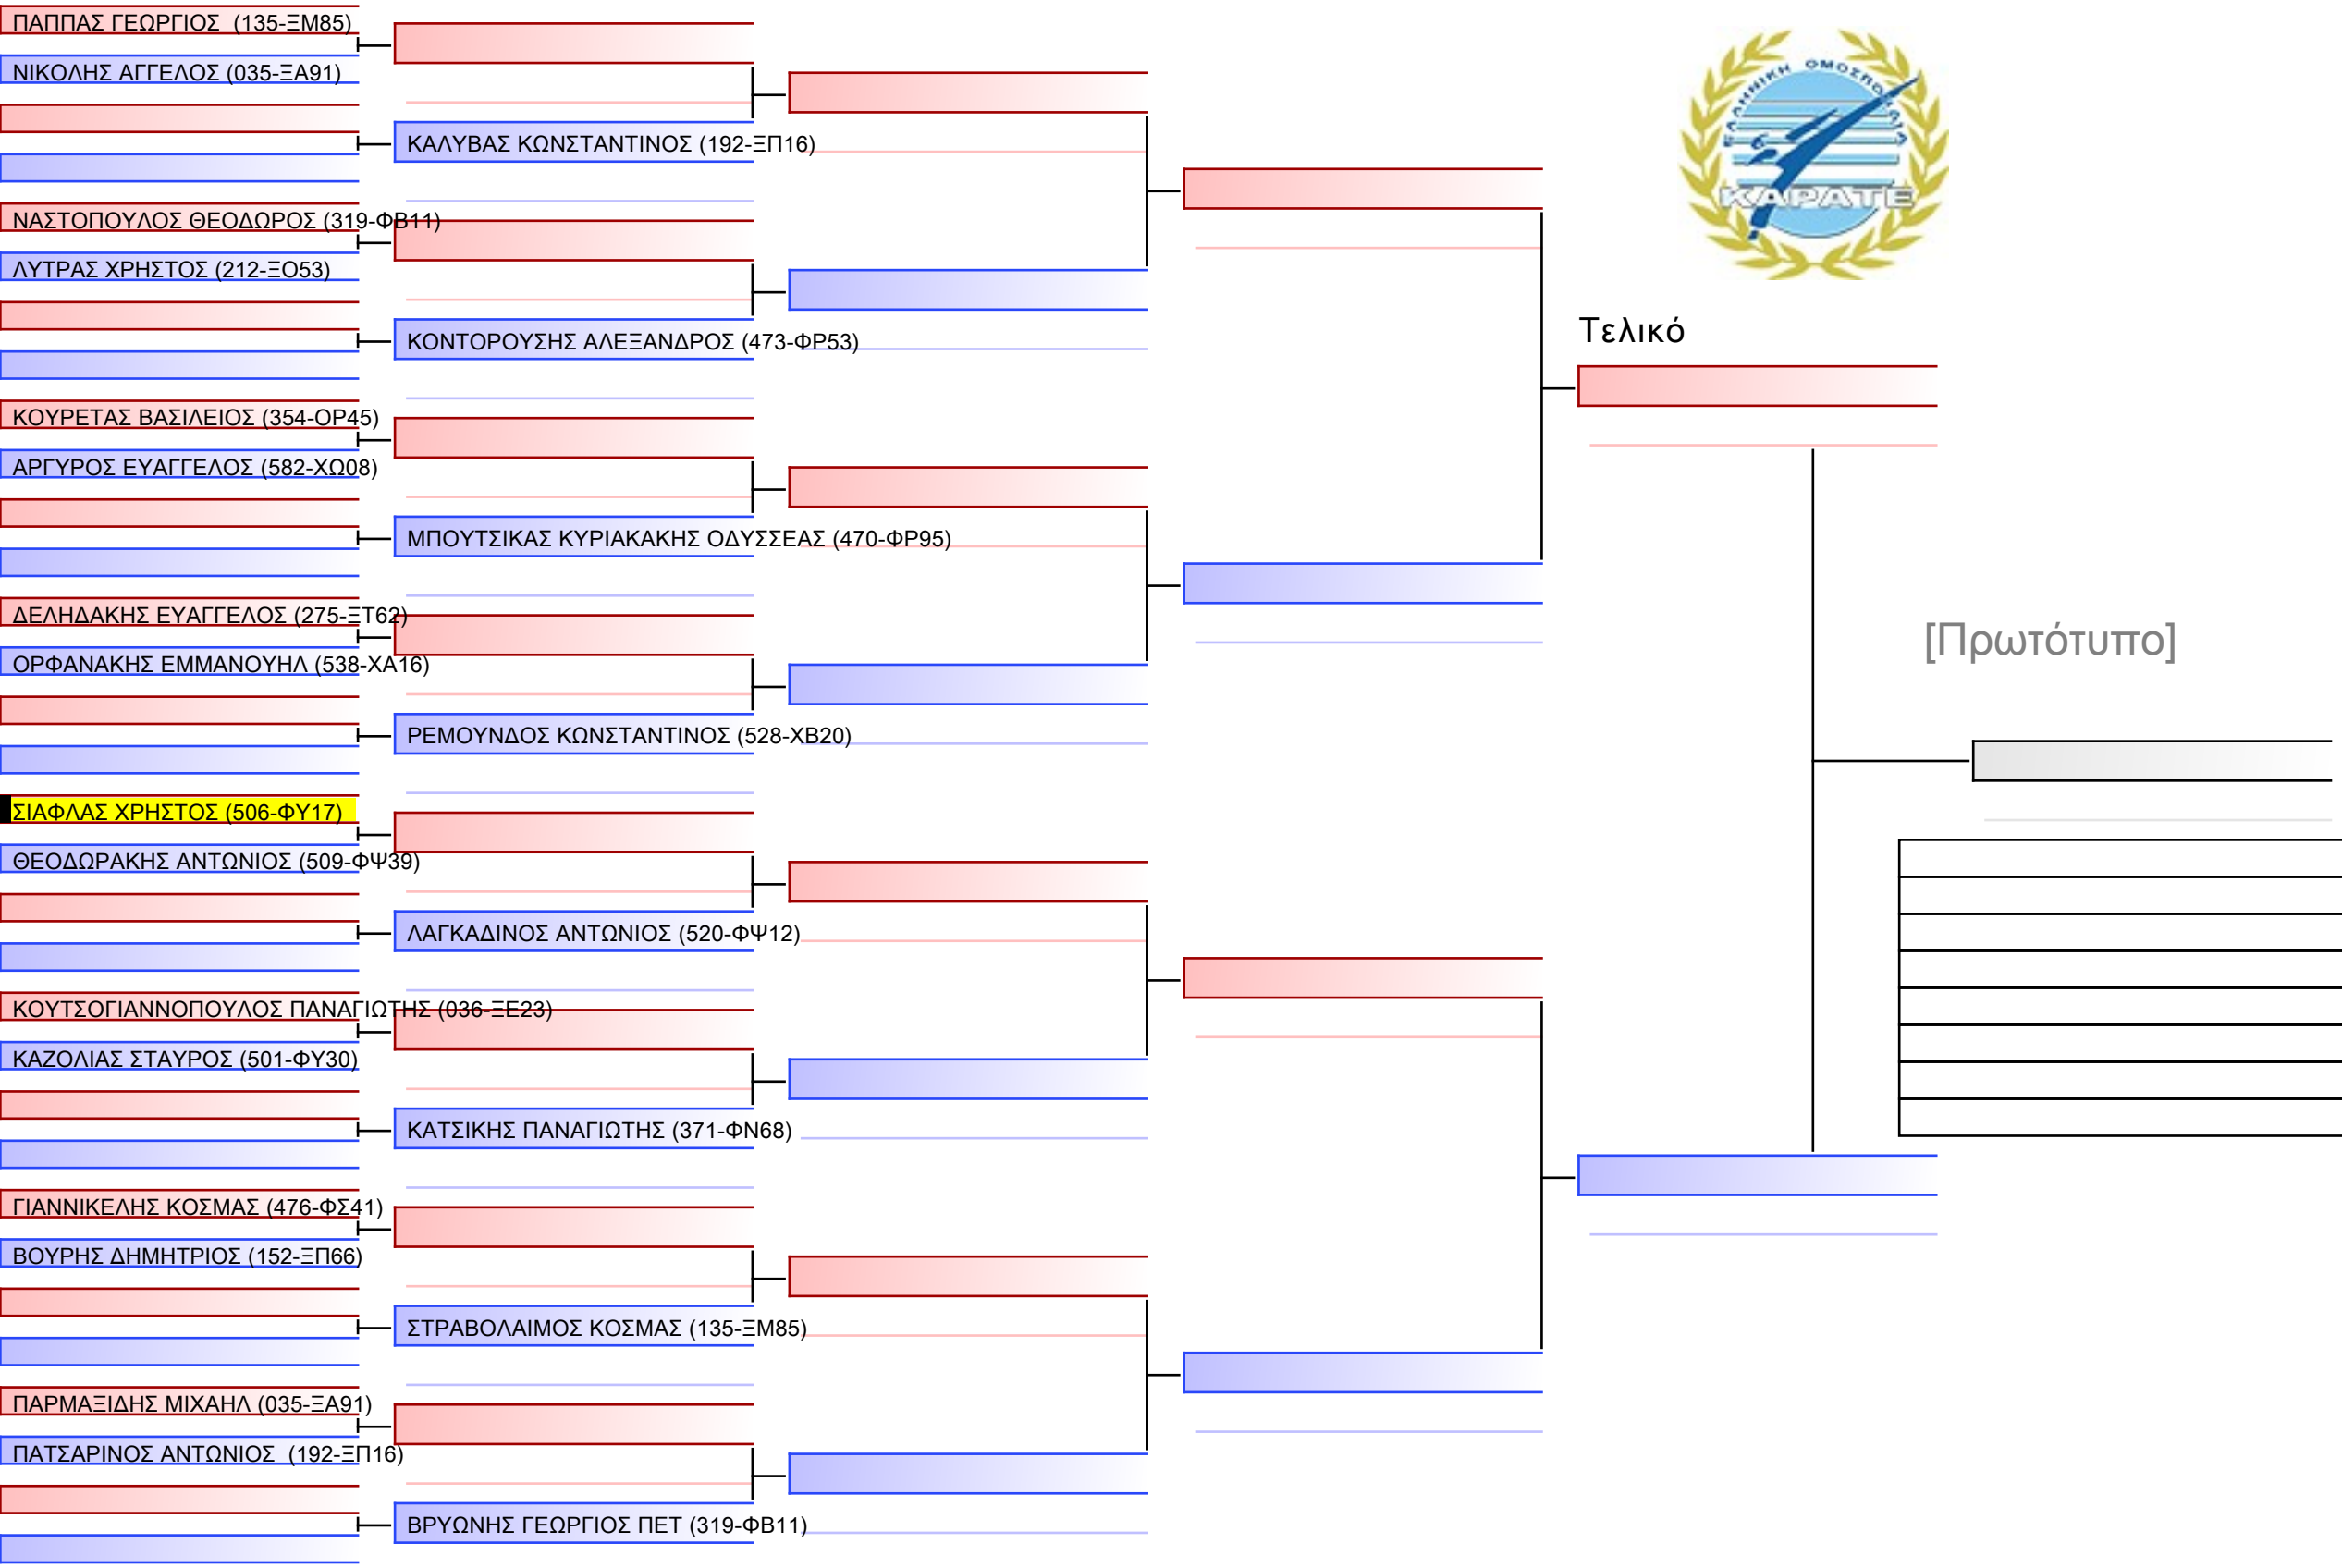 ΠΑΠΠΑΣ ΓΕΩΡΓΙΟΣ (135-ΞΜ85)
ΝΙΚΟΛΗΣ ΑΓΓΕΛΟΣ (035-ΞΑ91)
ΚΑΛΥΒΑΣ ΚΩΝΣΤΑΝΤΙΝΟΣ (192-ΞΠ16)
ΝΑΣΤΟΠΟΥΛΟΣ ΘΕΟΔΩΡΟΣ (319-ΦΒ11)
ΛΥΤΡΑΣ ΧΡΗΣΤΟΣ (212-ΞΟ53)
ΚΟΝΤΟΡΟΥΣΗΣ ΑΛΕΞΑΝΔΡΟΣ (473-ΦΡ53)
ΚΟΥΡΕΤΑΣ ΒΑΣΙΛΕΙΟΣ (354-ΟΡ45)
ΑΡΓΥΡΟΣ ΕΥΑΓΓΕΛΟΣ (582-ΧΩ08)
ΜΠΟΥΤΣΙΚΑΣ ΚΥΡΙΑΚΑΚΗΣ ΟΔΥΣΣΕΑΣ (470-ΦΡ95)
ΔΕΛΗΔΑΚΗΣ ΕΥΑΓΓΕΛΟΣ (275-ΞΤ62)
ΟΡΦΑΝΑΚΗΣ ΕΜΜΑΝΟΥΗΛ (538-ΧΑ16)
ΡΕΜΟΥΝΔΟΣ ΚΩΝΣΤΑΝΤΙΝΟΣ (528-ΧΒ20)
ΣΙΑΦΛΑΣ ΧΡΗΣΤΟΣ (506-ΦΥ17)
ΘΕΟΔΩΡΑΚΗΣ ΑΝΤΩΝΙΟΣ (509-ΦΨ39)
ΛΑΓΚΑΔΙΝΟΣ ΑΝΤΩΝΙΟΣ (520-ΦΨ12)
ΚΟΥΤΣΟΓΙΑΝΝΟΠΟΥΛΟΣ ΠΑΝΑΓΙΩΤΗΣ (036-ΞΕ23)
ΚΑΖΟΛΙΑΣ ΣΤΑΥΡΟΣ (501-ΦΥ30)
ΚΑΤΣΙΚΗΣ ΠΑΝΑΓΙΩΤΗΣ (371-ΦΝ68)
ΓΙΑΝΝΙΚΕΛΗΣ ΚΟΣΜΑΣ (476-ΦΣ41)
ΒΟΥΡΗΣ ΔΗΜΗΤΡΙΟΣ (152-ΞΠ66)
ΣΤΡΑΒΟΛΑΙΜΟΣ ΚΟΣΜΑΣ (135-ΞΜ85)
ΠΑΡΜΑΞΙΔΗΣ ΜΙΧΑΗΛ (035-ΞΑ91)
ΠΑΤΣΑΡΙΝΟΣ ΑΝΤΩΝΙΟΣ (192-ΞΠ16)
ΒΡΥΩΝΗΣ ΓΕΩΡΓΙΟΣ ΠΕΤ (319-ΦΒ11)
ΕΛΛΗΝΙΚΗ ΟΜΟΣΠΟΝΔΙΑ
ΚΑΡΑΤΕ
Τελικό
[Πρωτότυπο]